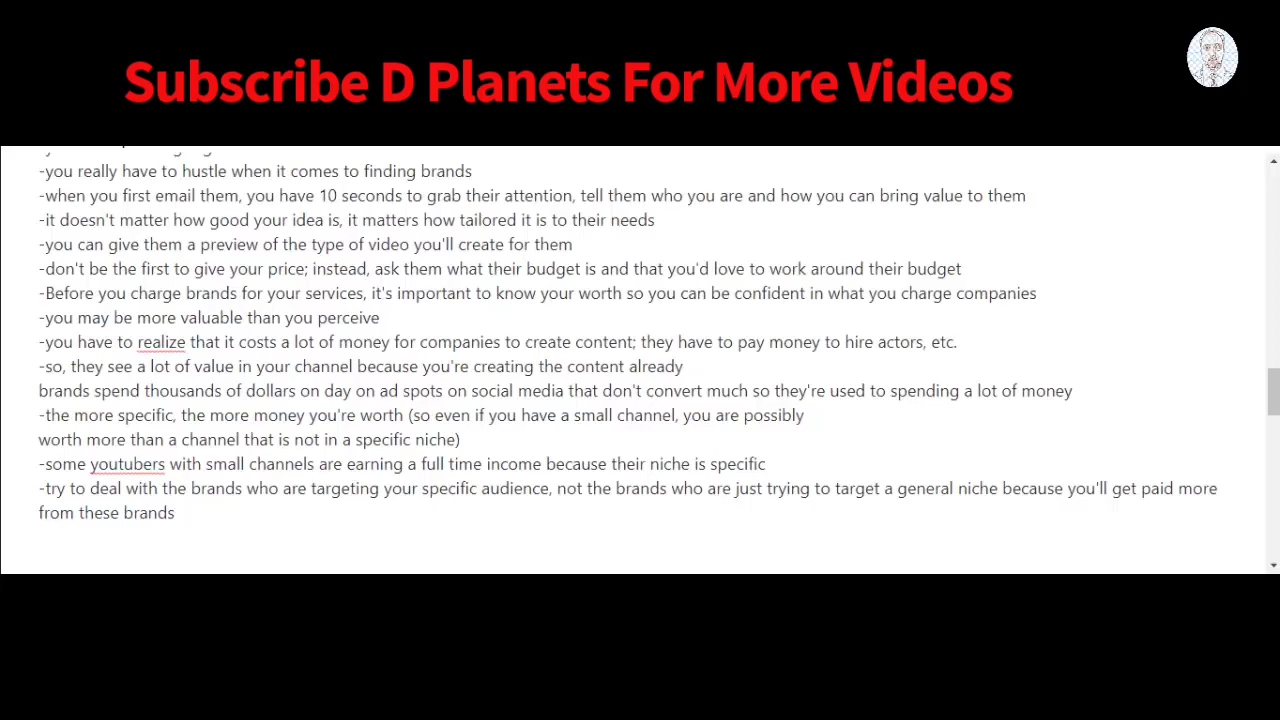 Subscribe D Planets For More Videos
-you really have to hustle when it comes to finding brands
-when you first email them, you have 10 seconds to grab their attention, tell them who you are and how you can bring value to them
-it doesn't matter how good your idea is, it matters how tailored it is to their needs
-you can give them a preview of the type of video you'll create for them
-don't be the first to give your price; instead, ask them what their budget is and that you'd love to work around their budget
-Before you charge brands for your services, it's important to know your worth so you can be confident in what you charge companies
-you may be more valuable than you perceive
-you have to realize that it costs a lot of money for companies to create content; they have to pay money to hire actors, etc.
-so, they see a lot of value in your channel because you're creating the content already
brands spend thousands of dollars on day on ad spots on social media that don't convert much so they're used to spending a lot of money
-the more specific, the more money you're worth (so even if you have a small channel, you are possibly
worth more than a channel that is not in a specific niche)
-some youtubers with small channels are earning a full time income because their niche is specific
-try to deal with the brands who are targeting your specific audience, not the brands who are just trying to target a general niche because you'll get paid more
from these brands